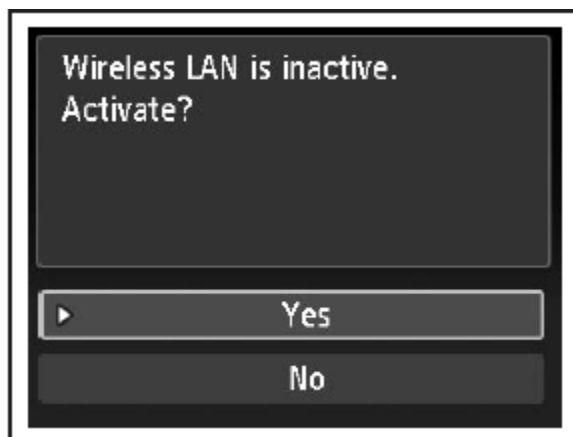 Wireless LAN is inactive.
Activate?
Yes
No